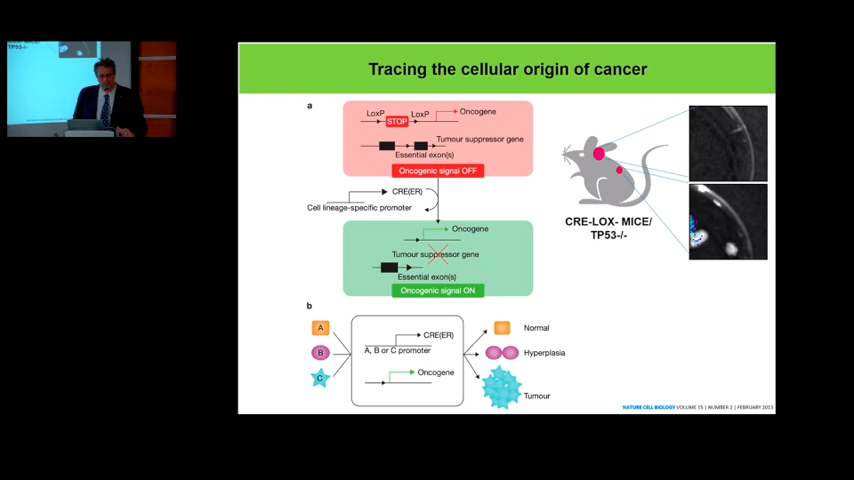 TP53-/-
Tracing the cellular origin of cancer
a
LoxP
LoxP
Oncogene
STOP
Tumour suppressor gene
Essential exon(s)
Oncogenic signal OFF
CRE(ER)
Cell lineage-specific promoter
Oncogene
Tumour suppressor gene
Essential exon(s)
Oncogenic signal ON
CRE-LOX- MICE/
TP53-/-
b
A
B
C
CRE(ER)
A, B or C promoter
Oncogene
Normal
Hyperplasia
Tumour
NATURE CELL BIOLOGY VOLUME 15 | NUMBER 2 | FEBRUARY 2013